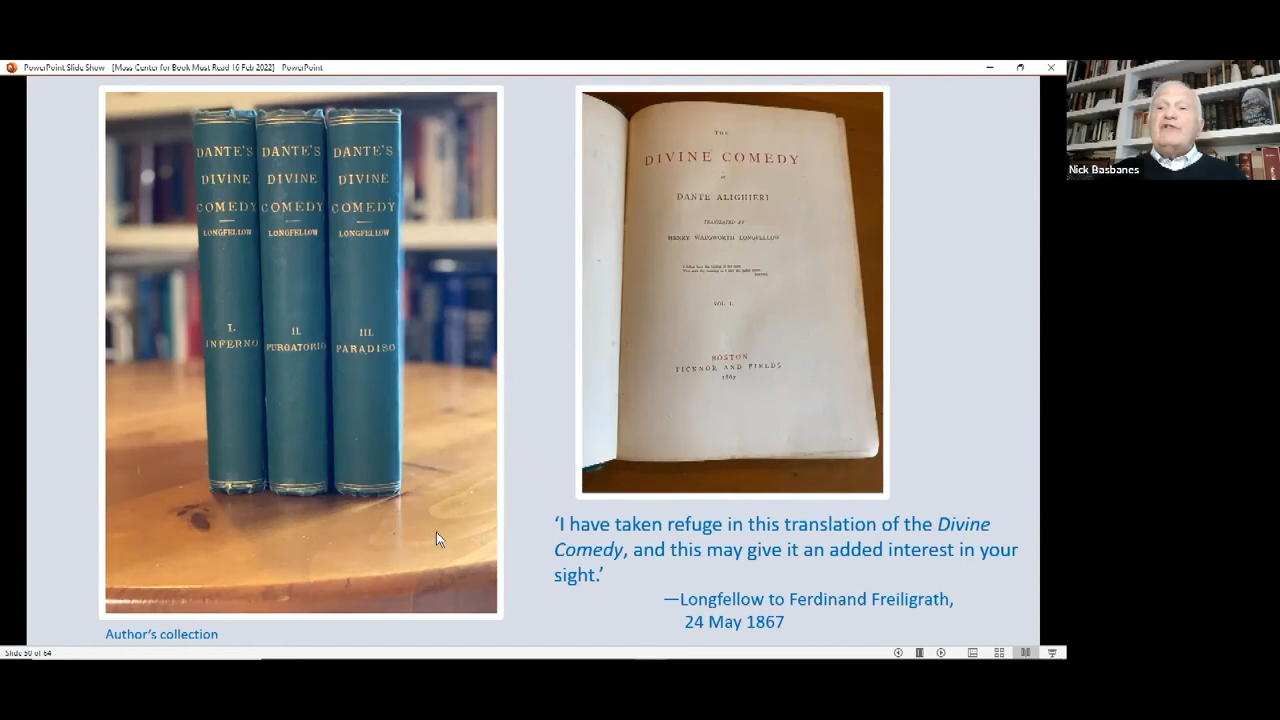 PowerPoint Slide Show - [Mass Center for Book Must Read 16 Feb 2022] - PowerPoint
DANTE'S
DIVINE
COMEDY
LONGFELLOW
I.
INFERNO
DANTE'S
DIVINE
COMEDY
LONGFELLOW
II.
PURGATORIO
DANTE'S
DIVINE
COMEDY
LONGFELLOW
III.
PARADISO
THE
DIVINE COMEDY
OF
DANTE ALIGHIERI
TRANSLATED BY
HENRY WADSWORTH LONGFELLOW
VOL. I.
BOSTON
TICKNOR AND FIELDS
1867
‘I have taken refuge in this translation of the Divine
Comedy, and this may give it an added interest in your
sight.’
—Longfellow to Ferdinand Freiligrath,
24 May 1867
Author’s collection
Slide 50 of 64
Nick Basbanes